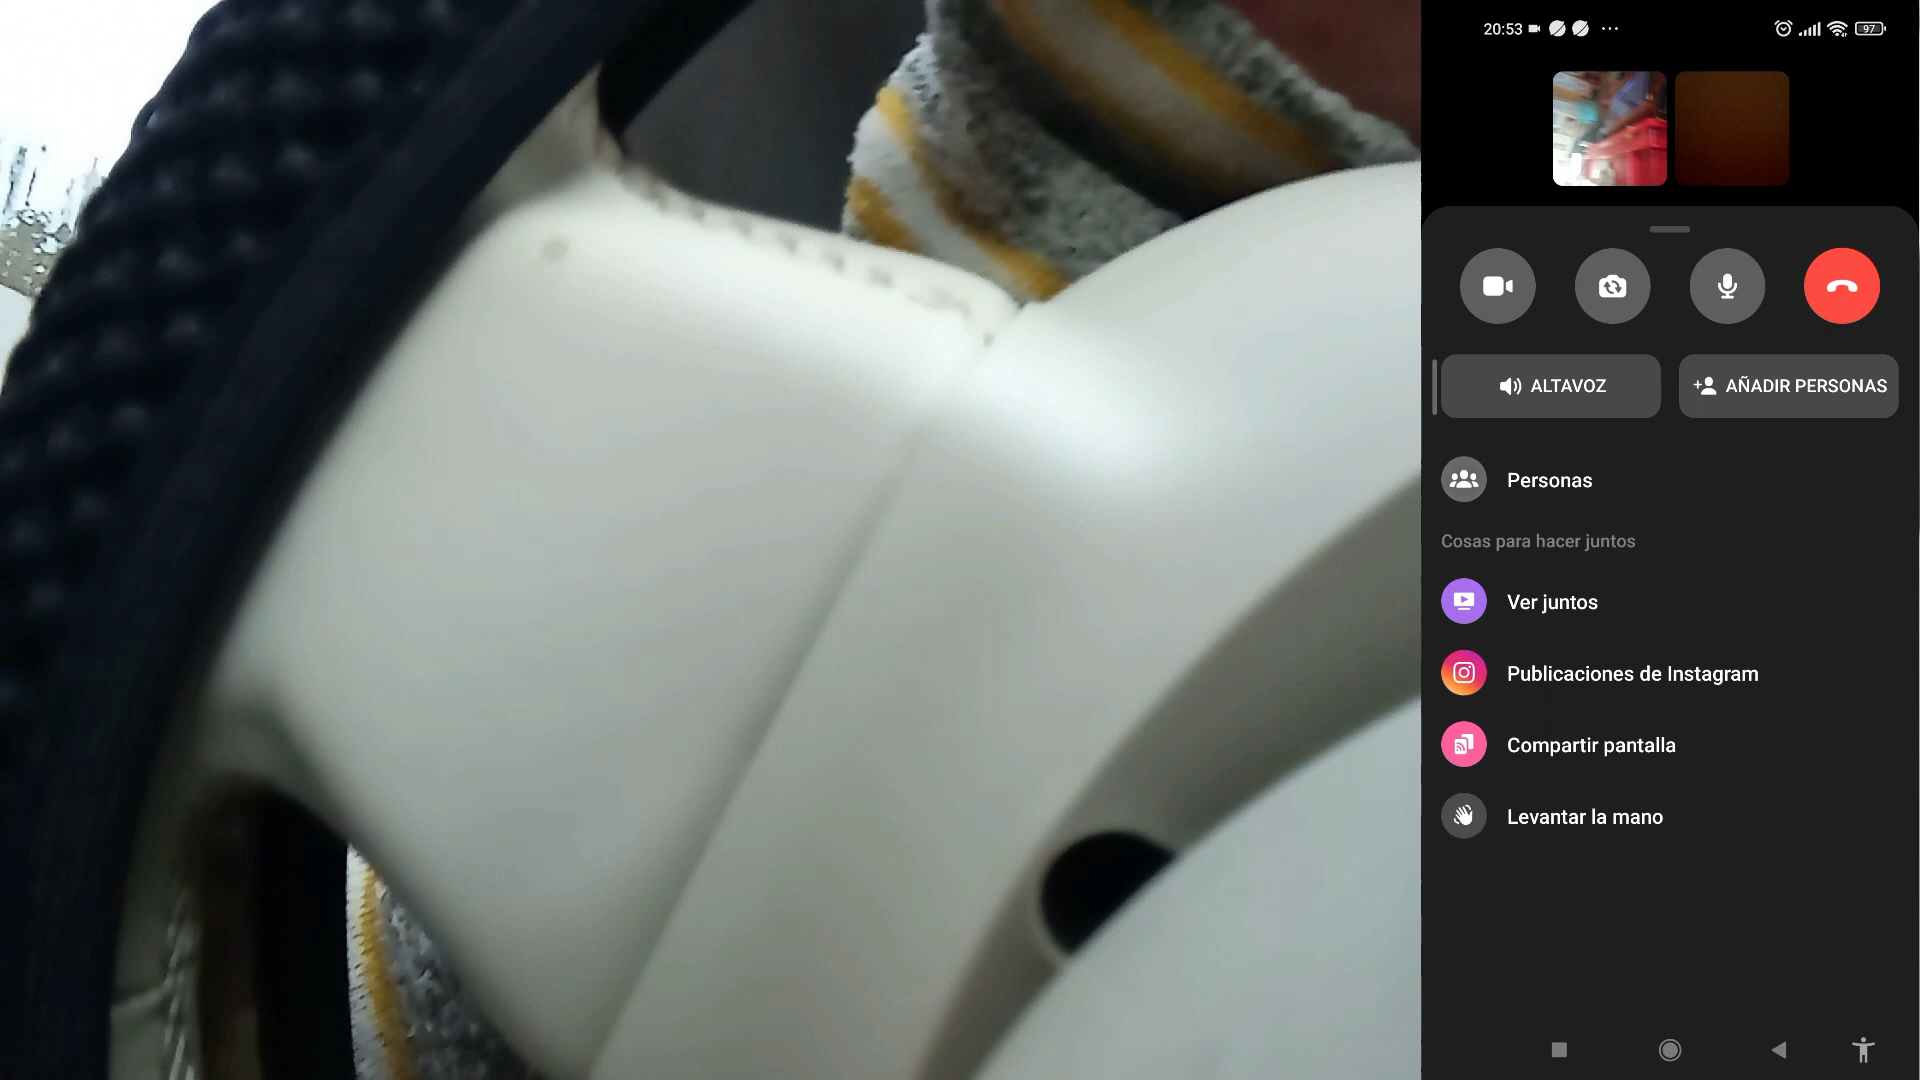 20:53
97
ALTAVOZ
AÑADIR PERSONAS
Personas
Cosas para hacer juntos
Ver juntos
Publicaciones de Instagram
Compartir pantalla
Levantar la mano